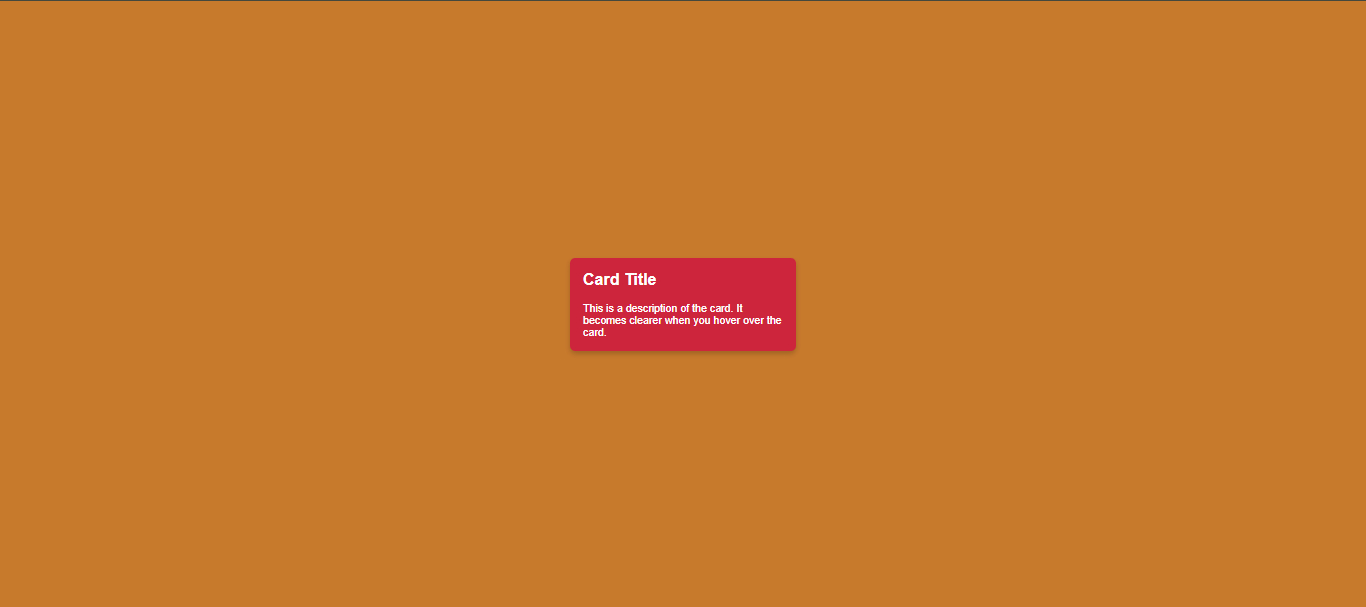 Card Title
This is a description of the card. It
becomes clearer when you hover over the
card.